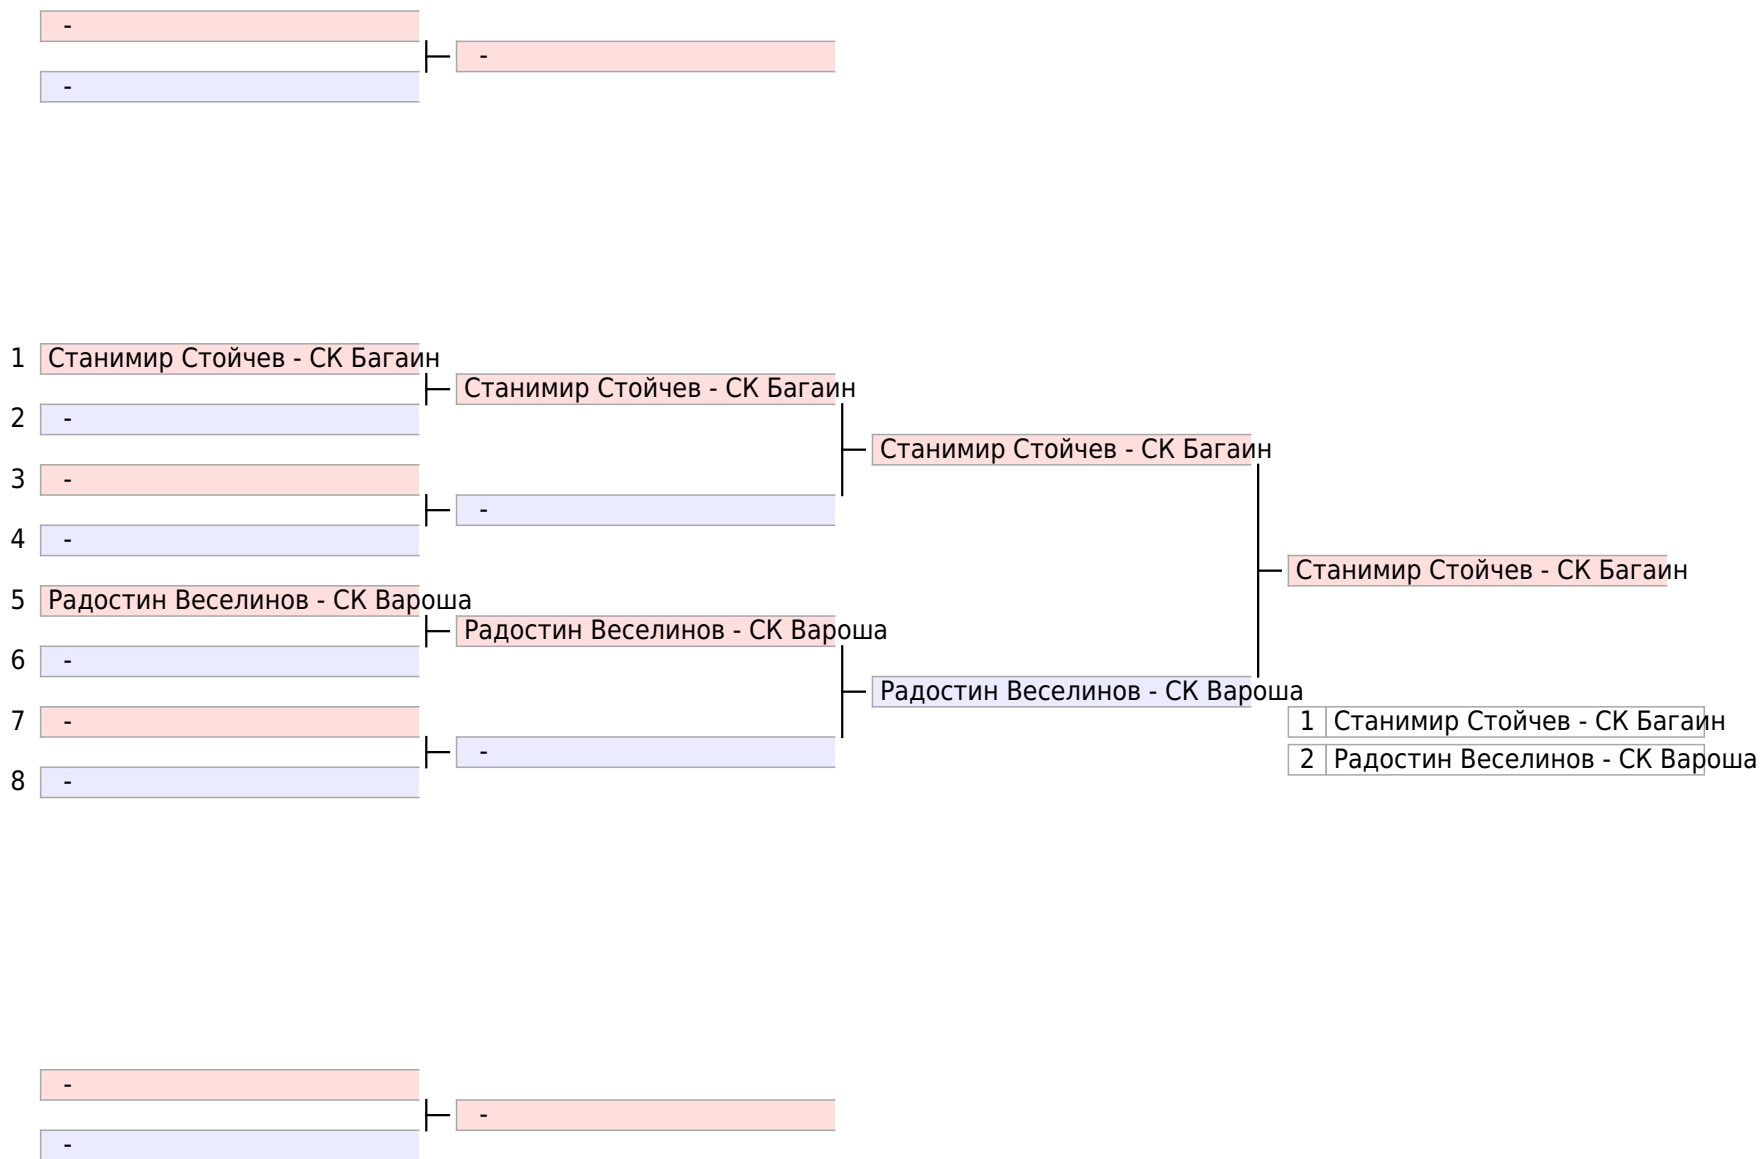 -
-
-
1 Станимир Стойчев - СК Багаин
Станимир Стойчев - СК Багаин
2 -
Станимир Стойчев - СК Багаин
3 -
-
4 -
Станимир Стойчев - СК Багаин
5 Радостин Веселинов - СК Вароша
Радостин Веселинов - СК Вароша
6 -
Радостин Веселинов - СК Вароша
7 -
1 Станимир Стойчев - СК Багаин
-
2 Радостин Веселинов - СК Вароша
8 -
-
-
-